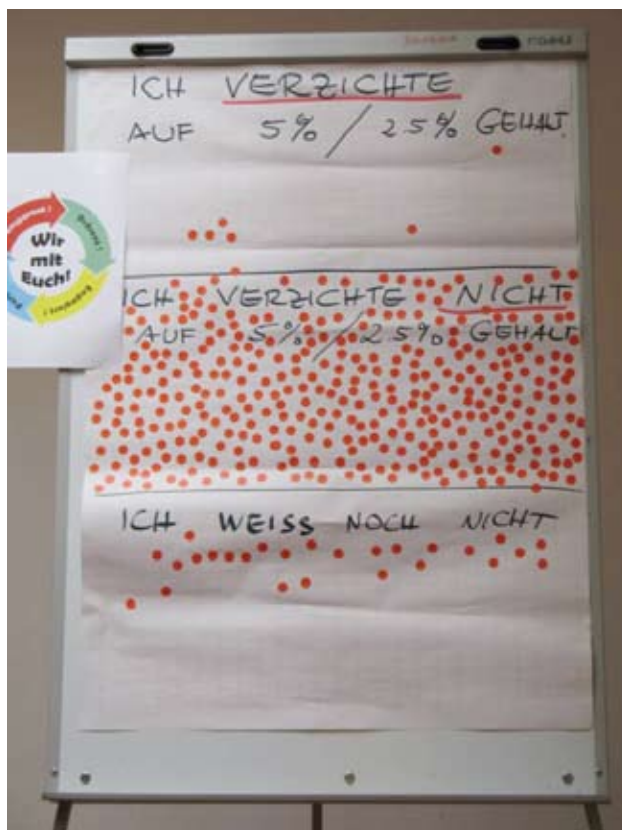 ICH VERZICHTE
AUF 5% / 25% GEHALT.
Wir
mit
Euch!
ICH VERZICHTE NICHT
AUF 5% / 25% GEHALT
ICH WEISS NOCH NICHT